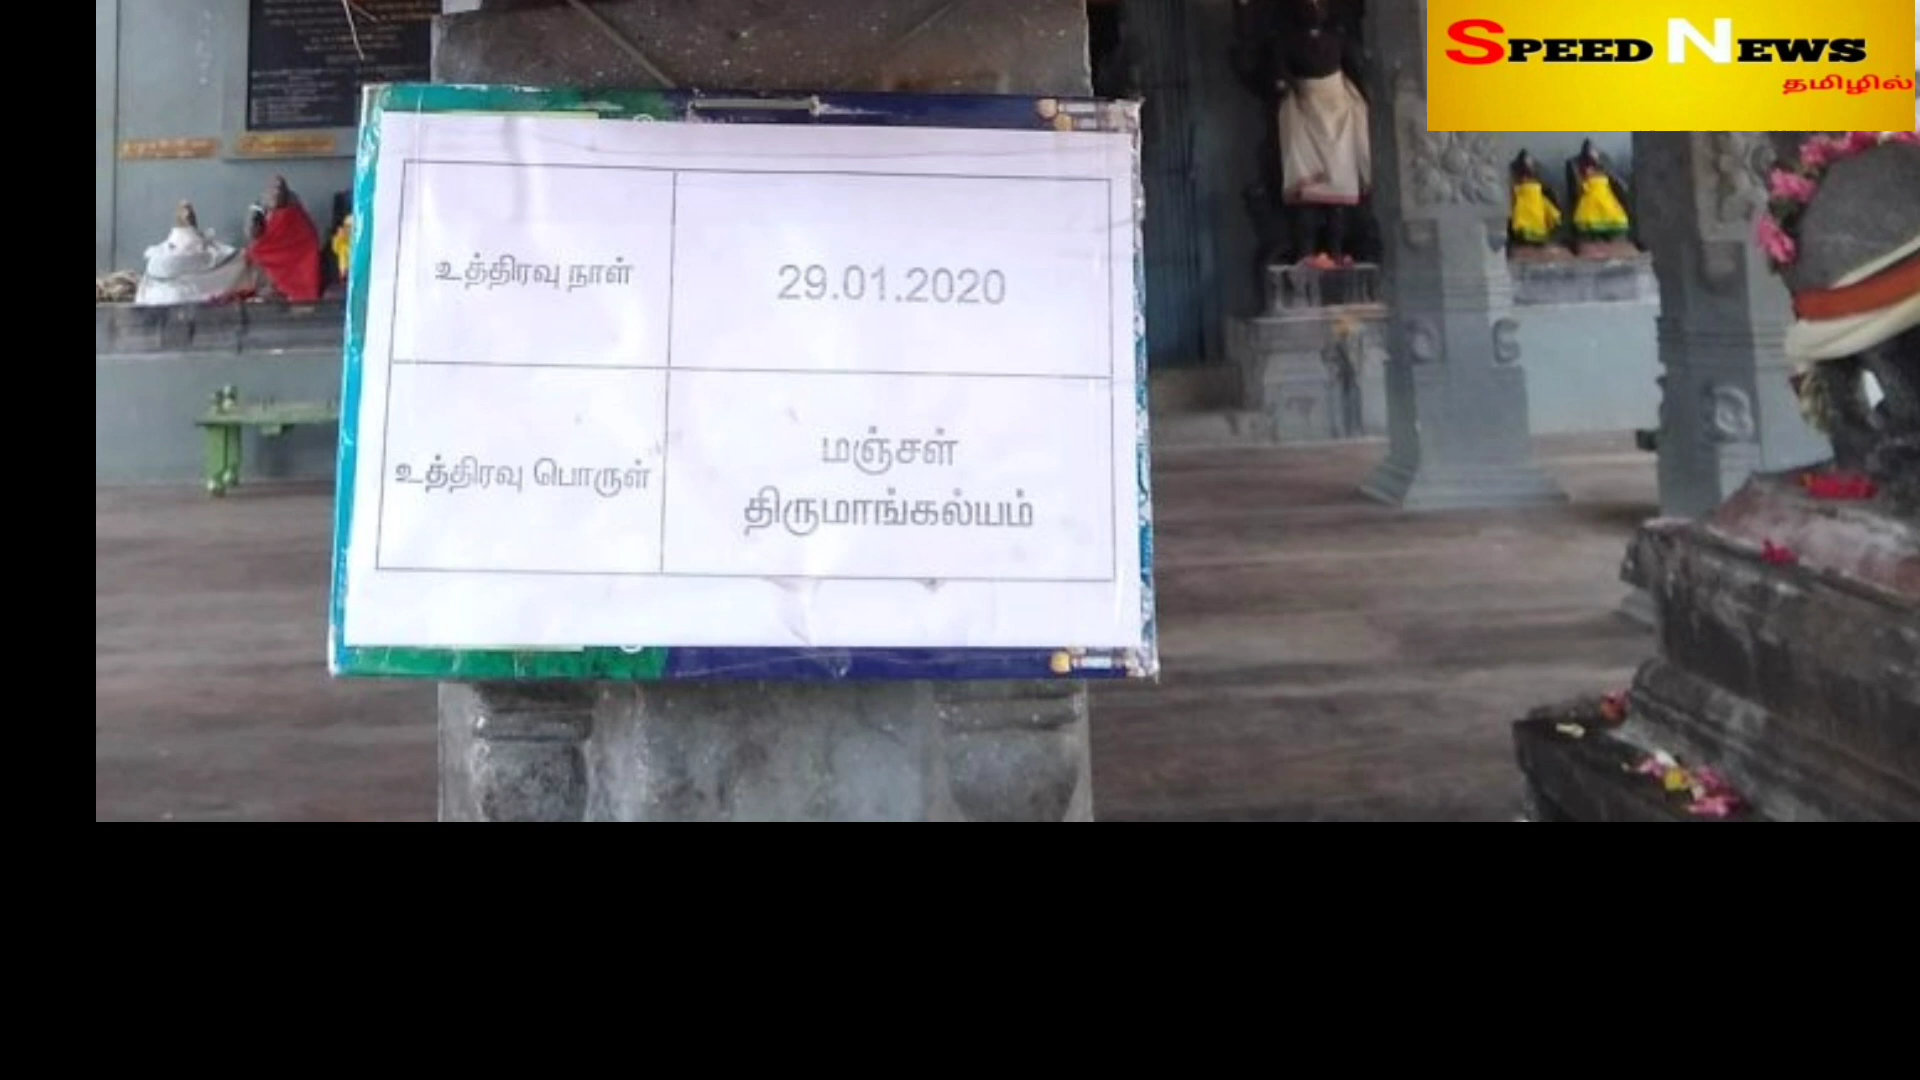 SPEED NEWS
தமிழில்
உத்திரவு நாள்
29.01.2020
உத்திரவு பொருள்
மஞ்சள்
திருமாங்கல்யம்